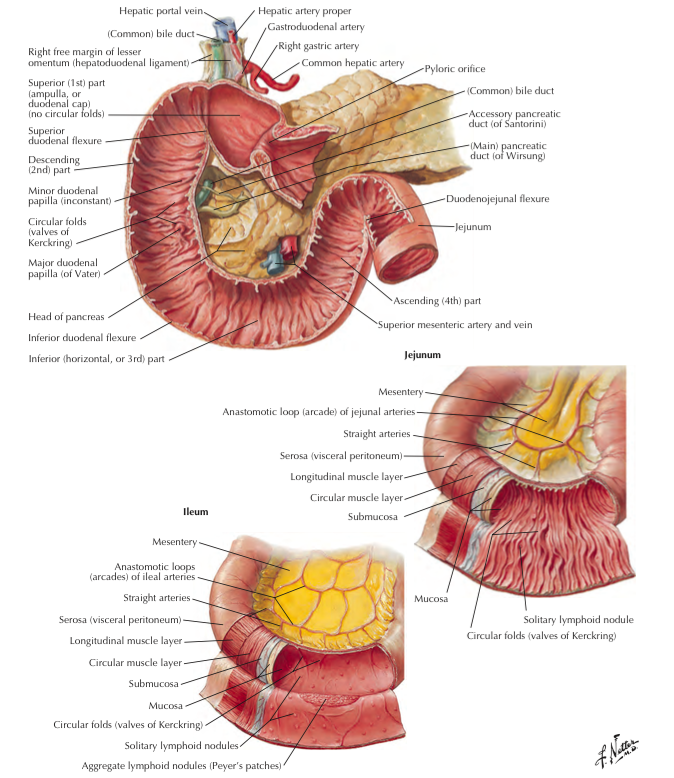 Hepatic portal vein
Hepatic artery proper
(Common) bile duct
Gastroduodenal artery
Right gastric artery
Right free margin of lesser
omentum (hepatoduodenal ligament)
Common hepatic artery
Pyloric orifice
Superior (1st) part
(ampulla, or
duodenal cap)
(no circular folds)
(Common) bile duct
Accessory pancreatic
duct (of Santorini)
Superior
duodenal flexure
(Main) pancreatic
duct (of Wirsung)
Descending
(2nd) part
Minor duodenal
papilla (inconstant)
Duodenojejunal flexure
Circular folds
(valves of
Kerckring)
Jejunum
Major duodenal
papilla (of Vater)
Ascending (4th) part
Head of pancreas
Superior mesenteric artery and vein
Inferior duodenal flexure
Inferior (horizontal, or 3rd) part
Jejunum
Mesentery
Anastomotic loop (arcade) of jejunal arteries
Straight arteries
Serosa (visceral peritoneum)
Longitudinal muscle layer
Circular muscle layer
Submucosa
Mucosa
Solitary lymphoid nodule
Circular folds (valves of Kerckring)
Ileum
Mesentery
Anastomotic loops
(arcades) of ileal arteries
Straight arteries
Serosa (visceral peritoneum)
Longitudinal muscle layer
Circular muscle layer
Submucosa
Mucosa
Circular folds (valves of Kerckring)
Solitary lymphoid nodules
Aggregate lymphoid nodules (Peyer's patches)
F. Netter
M.D.